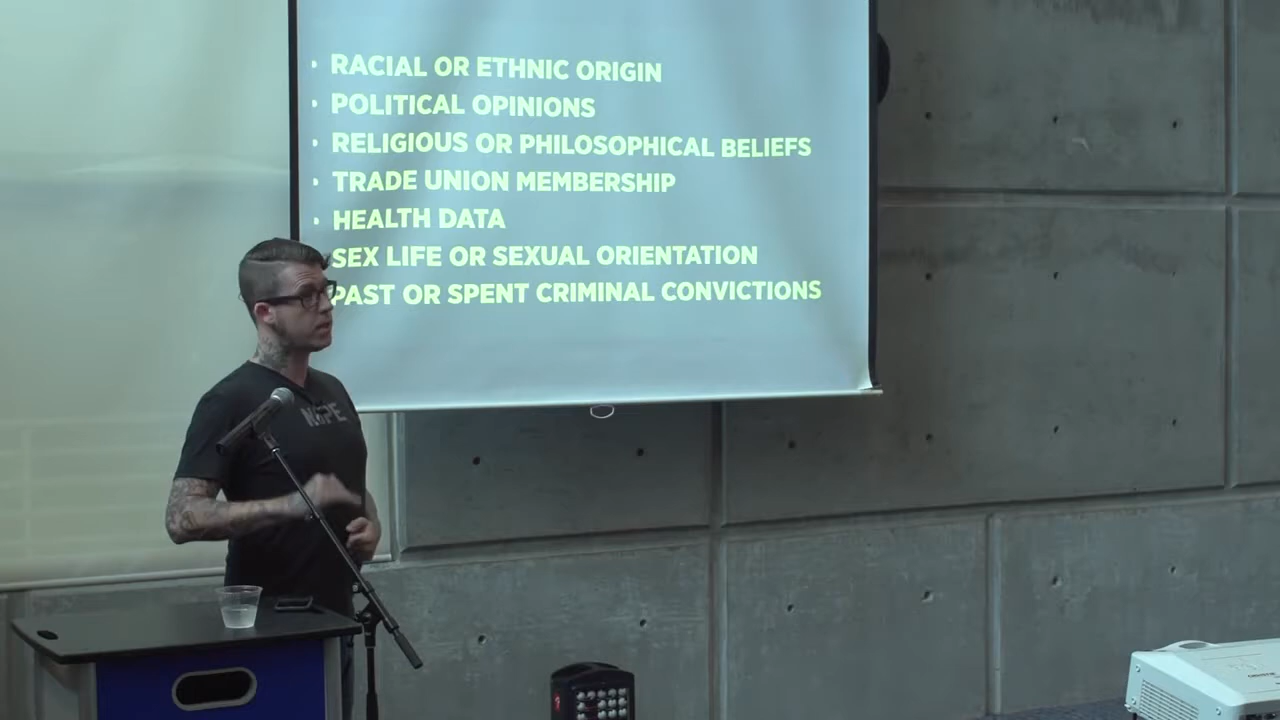 • RACIAL OR ETHNIC ORIGIN
• POLITICAL OPINIONS
• RELIGIOUS OR PHILOSOPHICAL BELIEFS
• TRADE UNION MEMBERSHIP
• HEALTH DATA
SEX LIFE OR SEXUAL ORIENTATION
PAST OR SPENT CRIMINAL CONVICTIONS